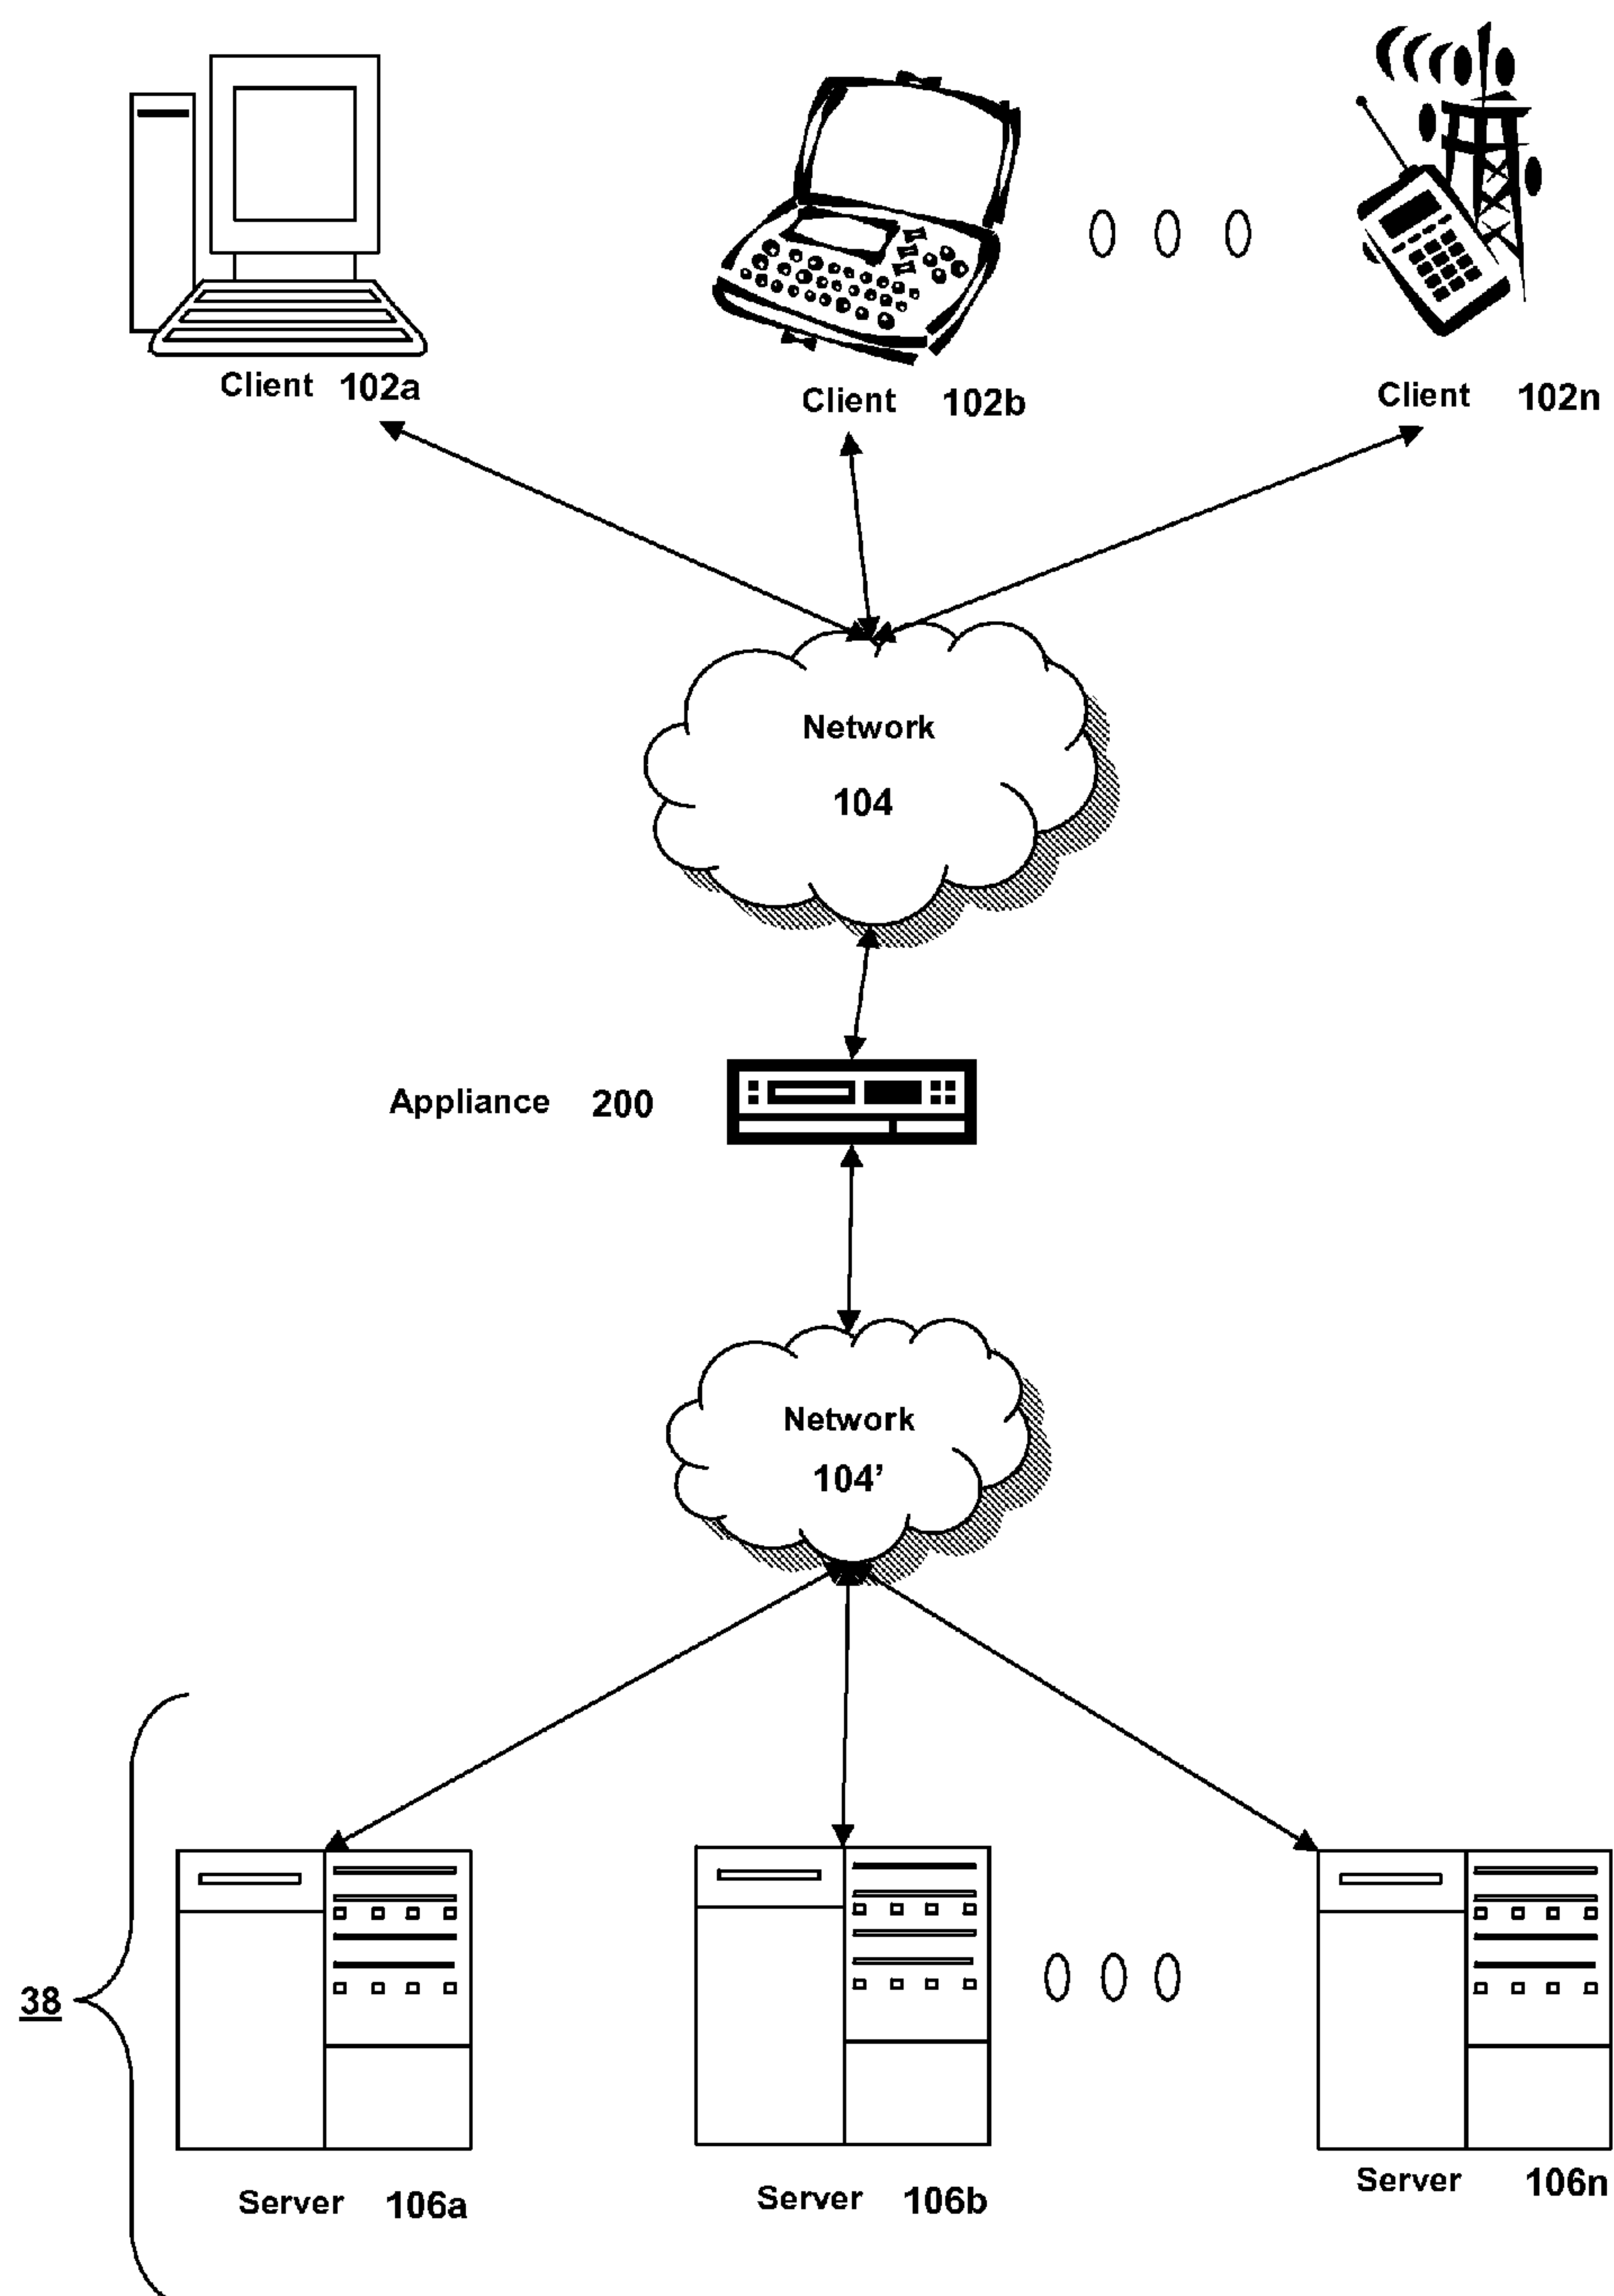 Client 102a
Client 102b
Client 102n
Network
104
Appliance 200
Network
104’
38
Server 106a
Server 106b
Server 106n